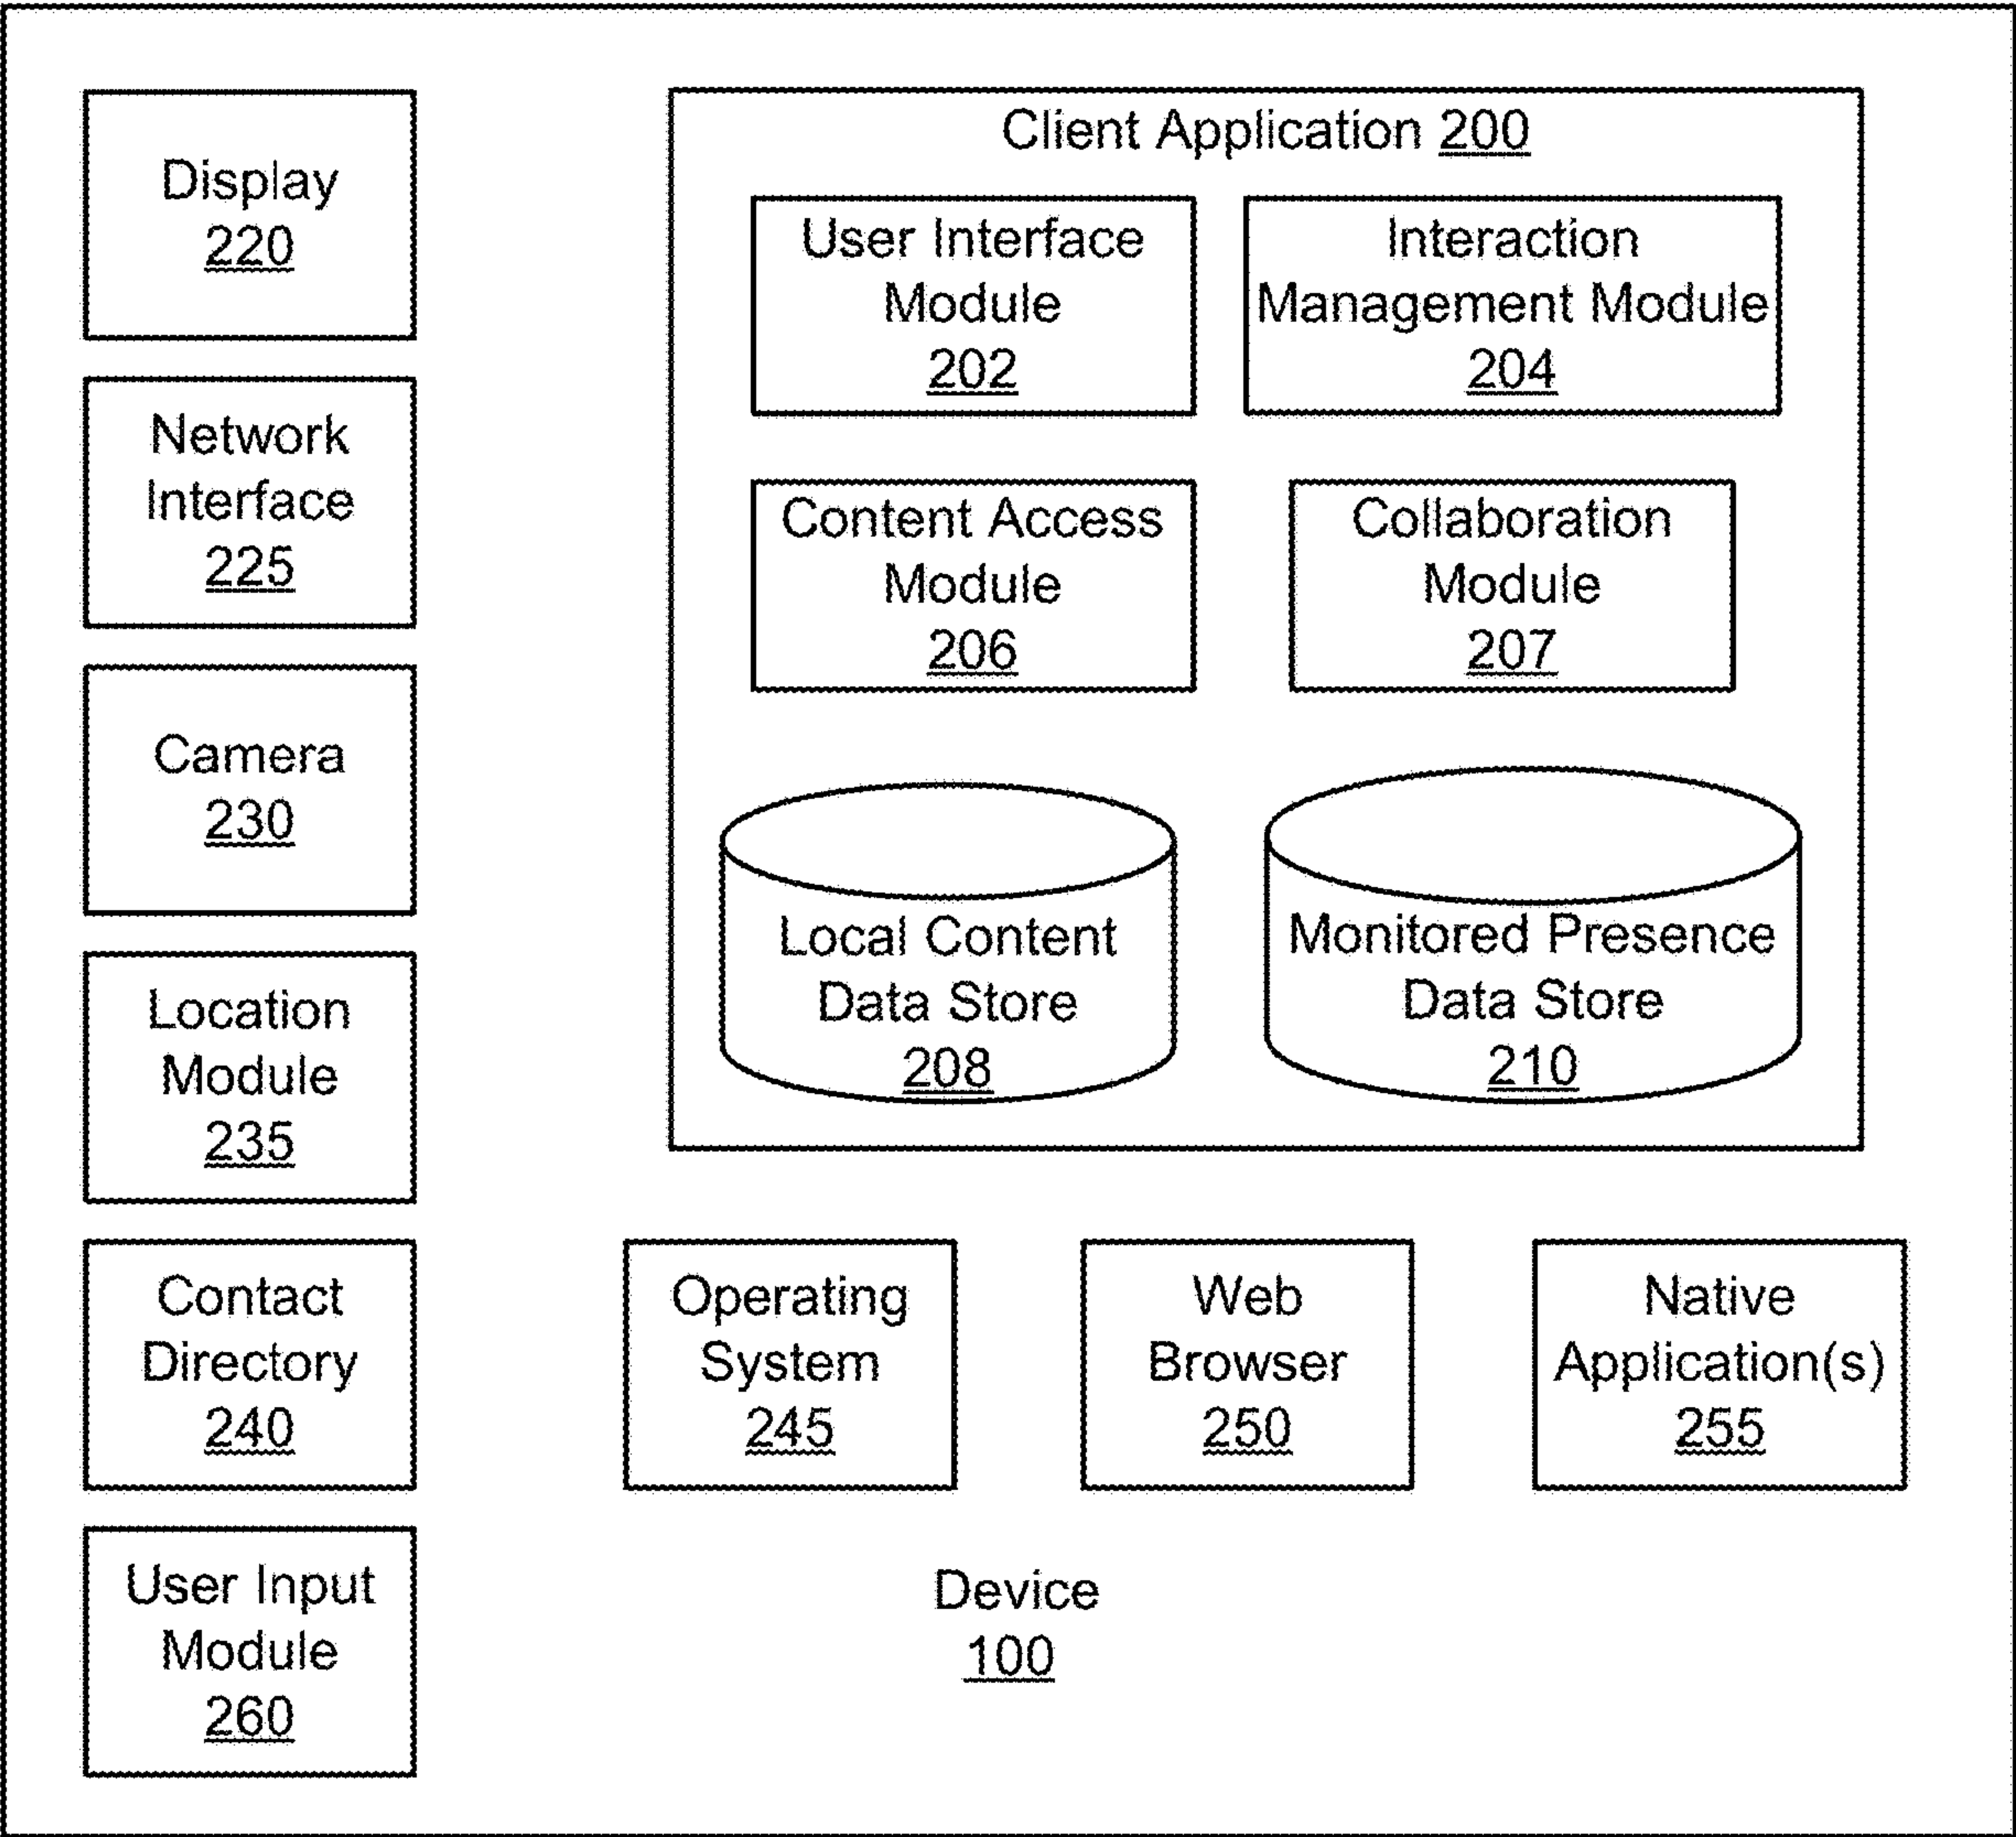 Display
220
Network
Interface
225
Camera
230
Location
Module
235
Contact
Directory
240
User Input
Module
260
Client Application 200
User Interface
Module
202
Interaction
Management Module
204
Content Access
Module
206
Collaboration
Module
207
Local Content
Data Store
208
Monitored Presence
Data Store
210
Operating
System
245
Web
Browser
250
Native
Application(s)
255
Device
100